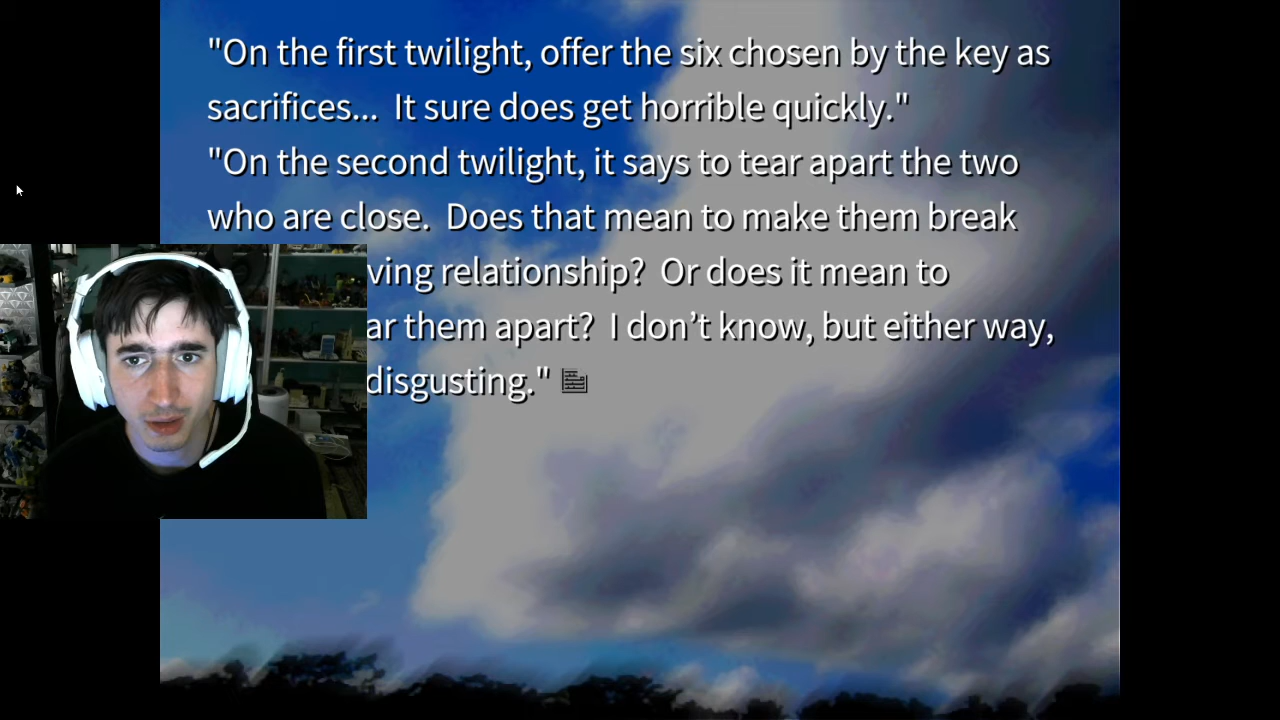 "On the first twilight, offer the six chosen by the key as
sacrifices...  It sure does get horrible quickly."
"On the second twilight, it says to tear apart the two
who are close.  Does that mean to make them break
ving relationship?  Or does it mean to
ar them apart?  I don’t know, but either way,
disgusting."